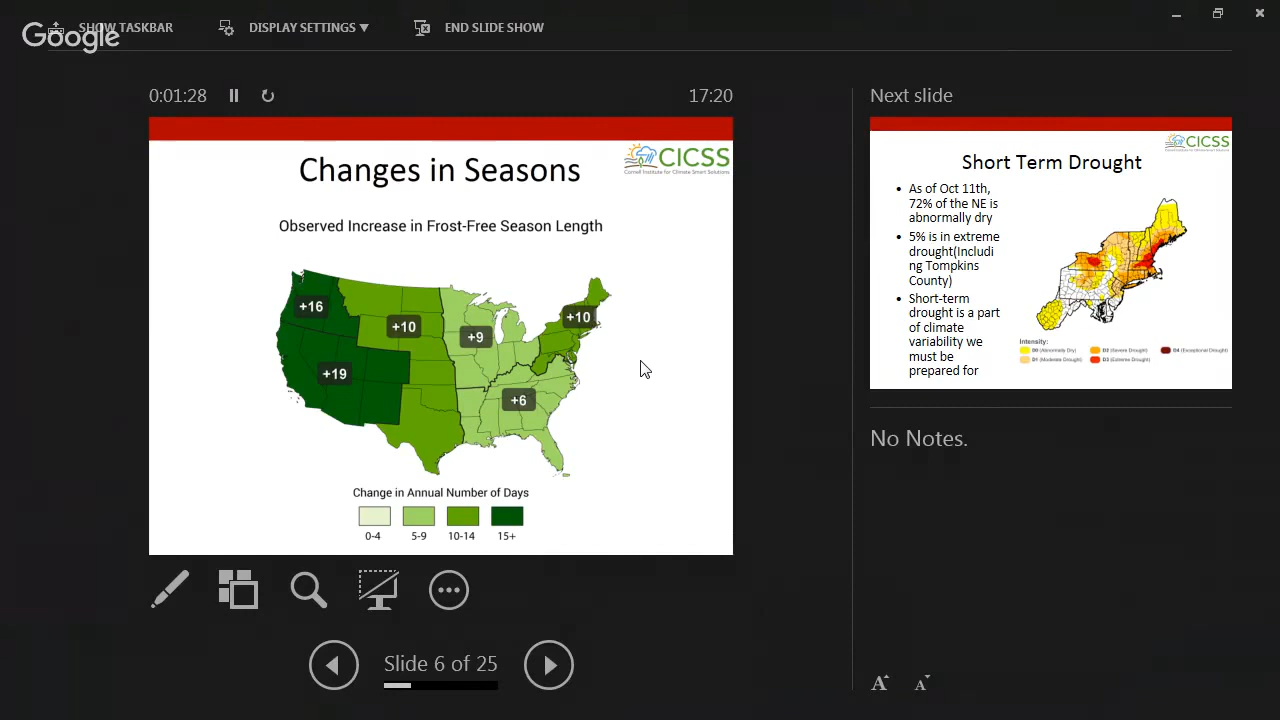 Google
SHOW TASKBAR
DISPLAY SETTINGS
END SLIDE SHOW
0:01:28
17:20
Changes in Seasons
CICSS
Cornell Institute for Climate Smart Solutions
Observed Increase in Frost-Free Season Length
+16
+10
+10
+9
+19
+6
Change in Annual Number of Days
0-4
5-9
10-14
15+
Slide 6 of 25
Next slide
CICSS
Short Term Drought
• As of Oct 11th,
72% of the NE is
abnormally dry
• 5% is in extreme
drought(Includi
ng Tompkins
County)
• Short-term
drought is a part
of climate
variability we
must be
prepared for
Intensity:
D0 (Abnormally Dry)
D1 (Moderate Drought)
D2 (Severe Drought)
D3 (Extreme Drought)
D4 (Exceptional Drought)
No Notes.
A
A